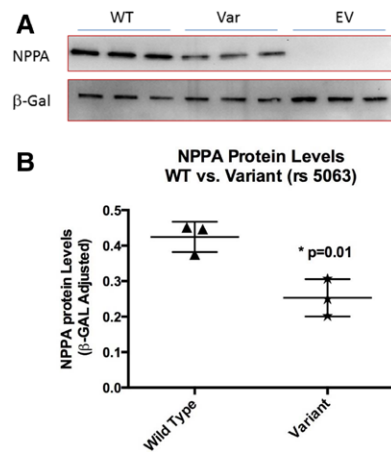 A
WT Var EV
NPPA
β-Gal
B
NPPA Protein Levels
WT vs. Variant (rs 5063)
NPPA protein Levels
(β-GAL Adjusted)
0.5
0.4
0.3
0.2
0.1
0.0
* p=0.01
Wild Type
Variant